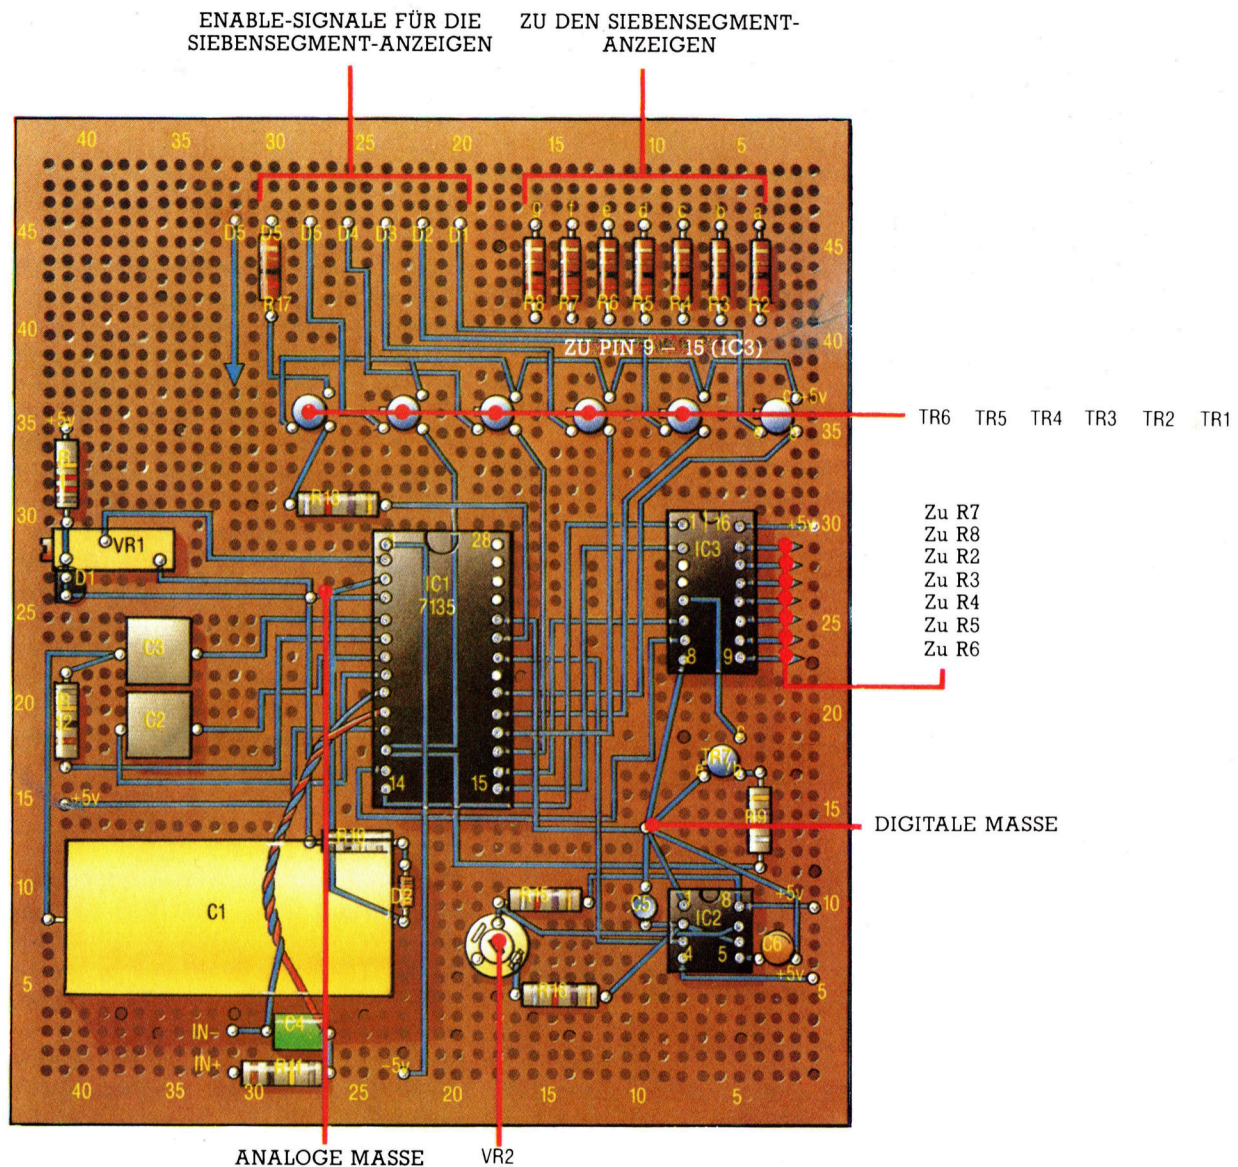 ENABLE-SIGNALE FÜR DIE
SIEBENSEGMENT-ANZEIGEN
ZU DEN SIEBENSEGMENT-
ANZEIGEN
40 35 30 25 20 15 10 5
g f e d c b a
45 D5 D5 D6 D4 D3 D2 D1 45
R17 R8 R7 R6 R5 R4 R3 R2
40 40
ZU PIN 9 – 15 (IC3)
+5v
35 +5v 35
TR6 TR5 TR4 TR3 TR2 TR1
R18
30 1 16 +5v 30
VR1 28 IC3
D1 IC1
7135
Zu R7
Zu R8
Zu R2
Zu R3
Zu R4
Zu R5
Zu R6
25 25
C3 8 9
20 C2 20
c
TR7
e b
14 15
15 +5v 15
R9
DIGITALE MASSE
R10
10 C1 D2 R15 C5 1 8 +5v 10
IC2
4 5 C6
5 R16 +5v 5
IN- C4
IN+ R11 -5v
40 35 30 25 20 15 10 5
ANALOGE MASSE VR2